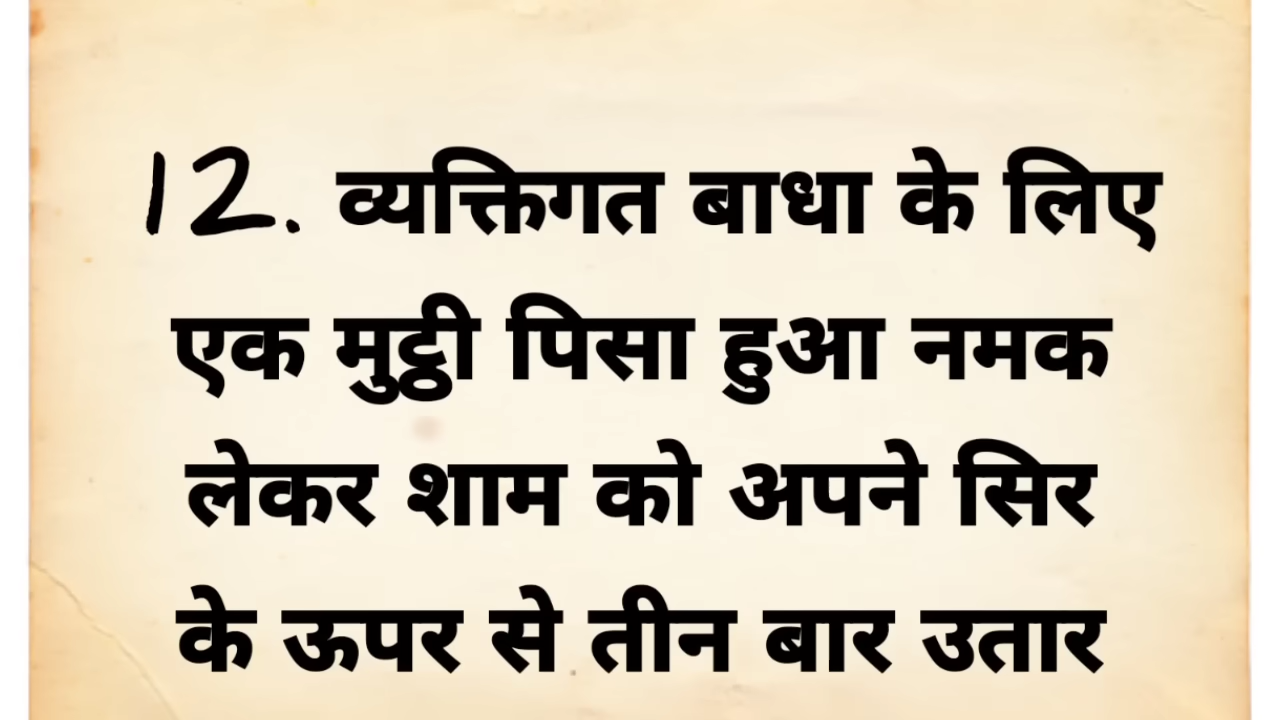 12. व्यक्तिगत बाधा के लिए
एक मुट्ठी पिसा हुआ नमक
लेकर शाम को अपने सिर
के ऊपर से तीन बार उतार